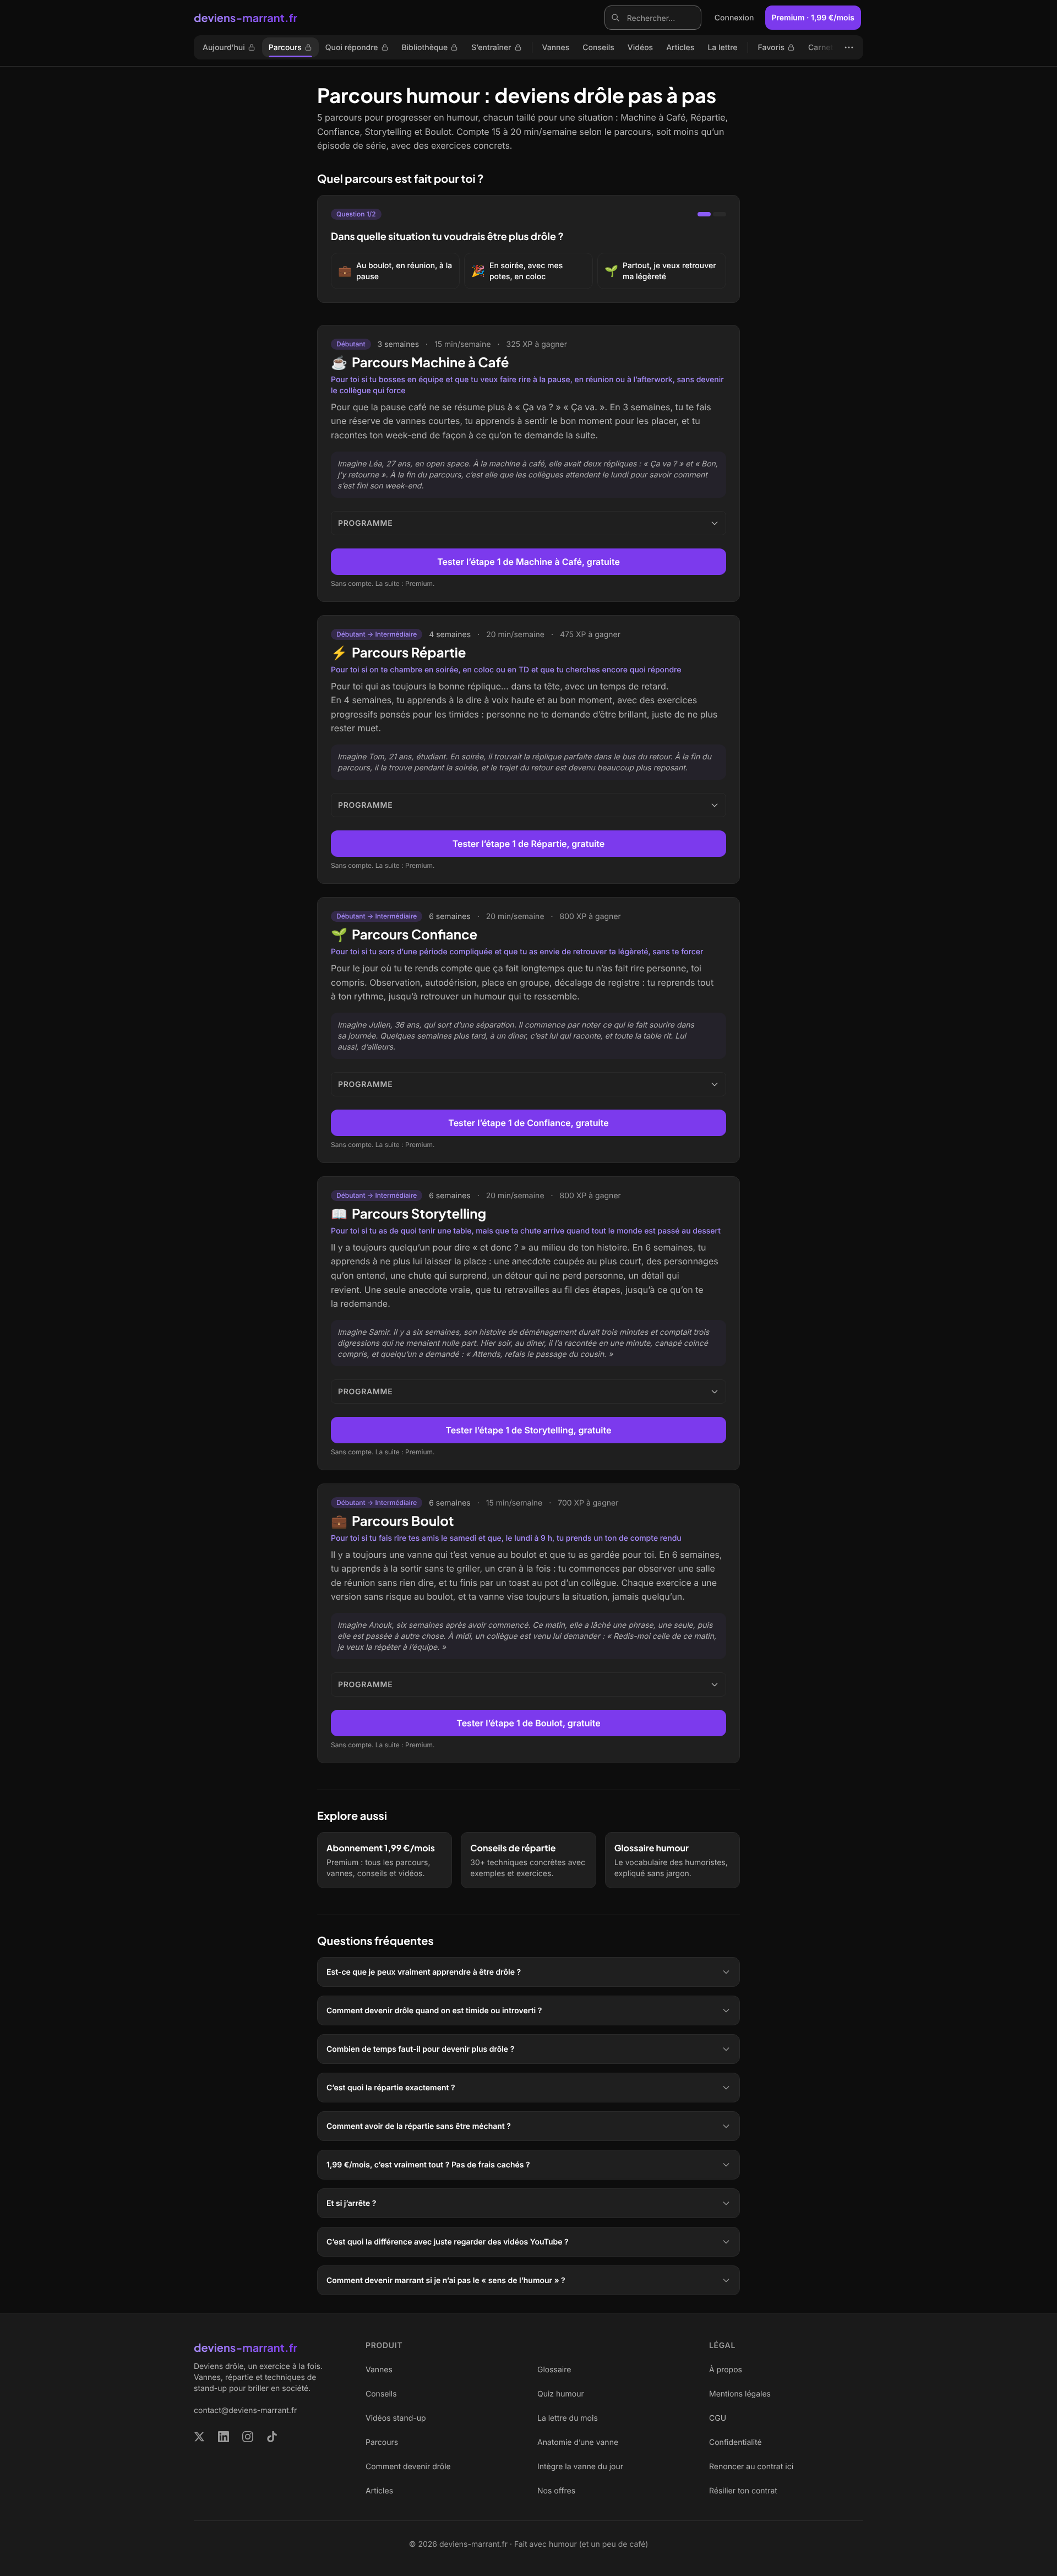 deviens-marrant.fr
Rechercher...
Connexion
Premium · 1,99 €/mois
Aujourd'hui
Parcours
Quoi répondre
Bibliothèque
S'entraîner
Vannes
Conseils
Vidéos
Articles
La lettre
Favoris
Parcours humour : deviens drôle pas à pas
5 parcours pour progresser en humour, chacun taillé pour une situation : Machine à Café, Répartie,
Confiance, Storytelling et Boulot. Compte 15 à 20 min/semaine selon le parcours, soit moins qu'un
épisode de série, avec des exercices concrets.
Quel parcours est fait pour toi ?
Question 1/2
Dans quelle situation tu voudrais être plus drôle ?
Au boulot, en réunion, à la
pause
En soirée, avec mes
potes, en coloc
Partout, je veux retrouver
ma légèreté
Débutant 3 semaines · 15 min/semaine · 325 XP à gagner
☕ Parcours Machine à Café
Pour toi si tu bosses en équipe et que tu veux faire rire à la pause, en réunion ou à l'afterwork, sans devenir
le collègue qui force
Pour que la pause café ne se résume plus à « Ça va ? » « Ça va. ». En 3 semaines, tu te fais
une réserve de vannes courtes, tu apprends à sentir le bon moment pour les placer, et tu
racontes ton week-end de façon à ce qu'on te demande la suite.
Imagine Léa, 27 ans, en open space. À la machine à café, elle avait deux répliques : « Ça va ? » et « Bon,
j'y retourne ». À la fin du parcours, c'est elle que les collègues attendent le lundi pour savoir comment
s'est fini son week-end.
PROGRAMME
Tester l'étape 1 de Machine à Café, gratuite
Sans compte. La suite : Premium.
Débutant → Intermédiaire 4 semaines · 20 min/semaine · 475 XP à gagner
⚡ Parcours Répartie
Pour toi si on te chambre en soirée, en coloc ou en TD et que tu cherches encore quoi répondre
Pour toi qui as toujours la bonne réplique… dans ta tête, avec un temps de retard.
En 4 semaines, tu apprends à la dire à voix haute et au bon moment, avec des exercices
progressifs pensés pour les timides : personne ne te demande d'être brillant, juste de ne plus
rester muet.
Imagine Tom, 21 ans, étudiant. En soirée, il trouvait la réplique parfaite dans le bus du retour. À la fin du
parcours, il la trouve pendant la soirée, et le trajet du retour est devenu beaucoup plus reposant.
PROGRAMME
Tester l'étape 1 de Répartie, gratuite
Sans compte. La suite : Premium.
Débutant → Intermédiaire 6 semaines · 20 min/semaine · 800 XP à gagner
🌱 Parcours Confiance
Pour toi si tu sors d'une période compliquée et que tu as envie de retrouver ta légèreté, sans te forcer
Pour le jour où tu te rends compte que ça fait longtemps que tu n'as fait rire personne, toi
compris. Observation, autodérision, place en groupe, décalage de registre : tu reprends tout
à ton rythme, jusqu'à retrouver un humour qui te ressemble.
Imagine Julien, 36 ans, qui sort d'une séparation. Il commence par noter ce qui le fait sourire dans
sa journée. Quelques semaines plus tard, à un dîner, c'est lui qui raconte, et toute la table rit. Lui
aussi, d'ailleurs.
PROGRAMME
Tester l'étape 1 de Confiance, gratuite
Sans compte. La suite : Premium.
Débutant → Intermédiaire 6 semaines · 20 min/semaine · 800 XP à gagner
📖 Parcours Storytelling
Pour toi si tu as de quoi tenir une table, mais que ta chute arrive quand tout le monde est passé au dessert
Il y a toujours quelqu'un pour dire « et donc ? » au milieu de ton histoire. En 6 semaines, tu
apprends à ne plus lui laisser la place : une anecdote coupée au plus court, des personnages
qu'on entend, une chute qui surprend, un détour qui ne perd personne, un détail qui
revient. Une seule anecdote vraie, que tu retravailles au fil des étapes, jusqu'à ce qu'on te
la redemande.
Imagine Samir. Il y a six semaines, son histoire de déménagement durait trois minutes et comptait trois
digressions qui ne menaient nulle part. Hier soir, au dîner, il l'a racontée en une minute, canapé coincé
compris, et quelqu'un a demandé : « Attends, refais le passage du cousin. »
PROGRAMME
Tester l'étape 1 de Storytelling, gratuite
Sans compte. La suite : Premium.
Débutant → Intermédiaire 6 semaines · 15 min/semaine · 700 XP à gagner
💼 Parcours Boulot
Pour toi si tu fais rire tes amis le samedi et que, le lundi à 9 h, tu prends un ton de compte rendu
Il y a toujours une vanne qui t'est venue au boulot et que tu as gardée pour toi. En 6 semaines,
tu apprends à la sortir sans te griller, un cran à la fois : tu commences par observer une salle
de réunion sans rien dire, et tu finis par un toast au pot d'un collègue. Chaque exercice a une
version sans risque au boulot, et ta vanne vise toujours la situation, jamais quelqu'un.
Imagine Anouk, six semaines après avoir commencé. Ce matin, elle a lâché une phrase, une seule, puis
elle est passée à autre chose. À midi, un collègue est venu lui demander : « Redis-moi celle de ce matin,
je veux la répéter à l'équipe. »
PROGRAMME
Tester l'étape 1 de Boulot, gratuite
Sans compte. La suite : Premium.
Explore aussi
Abonnement 1,99 €/mois
Premium : tous les parcours,
vannes, conseils et vidéos.
Conseils de répartie
30+ techniques concrètes avec
exemples et exercices.
Glossaire humour
Le vocabulaire des humoristes,
expliqué sans jargon.
Questions fréquentes
Est-ce que je peux vraiment apprendre à être drôle ?
Comment devenir drôle quand on est timide ou introverti ?
Combien de temps faut-il pour devenir plus drôle ?
C'est quoi la répartie exactement ?
Comment avoir de la répartie sans être méchant ?
1,99 €/mois, c'est vraiment tout ? Pas de frais cachés ?
Et si j'arrête ?
C'est quoi la différence avec juste regarder des vidéos YouTube ?
Comment devenir marrant si je n'ai pas le « sens de l'humour » ?
deviens-marrant.fr
Deviens drôle, un exercice à la fois.
Vannes, répartie et techniques de
stand-up pour briller en société.
contact@deviens-marrant.fr
PRODUIT
Vannes
Conseils
Vidéos stand-up
Parcours
Comment devenir drôle
Articles
Glossaire
Quiz humour
La lettre du mois
Anatomie d'une vanne
Intègre la vanne du jour
Nos offres
LÉGAL
À propos
Mentions légales
CGU
Confidentialité
Renoncer au contrat ici
Résilier ton contrat
© 2026 deviens-marrant.fr · Fait avec humour (et un peu de café)